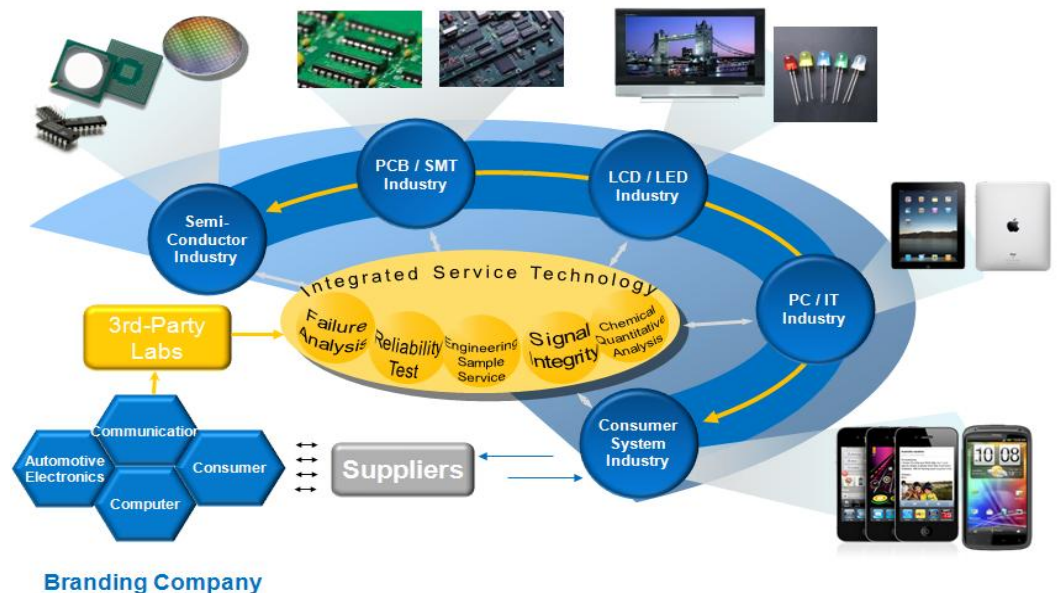 PCB / SMT
Industry
LCD / LED
Industry
Semi-
Conductor
Industry
PC / IT
Industry
Integrated Service Technology
Failure
Analysis
Reliability
Test
Engineering
Sample
Service
Signal
Integrity
Chemical
Quantitative
Analysis
3rd-Party
Labs
Consumer
System
Industry
Communication
Automotive
Electronics
Consumer
Computer
Suppliers
10 08
Branding Company